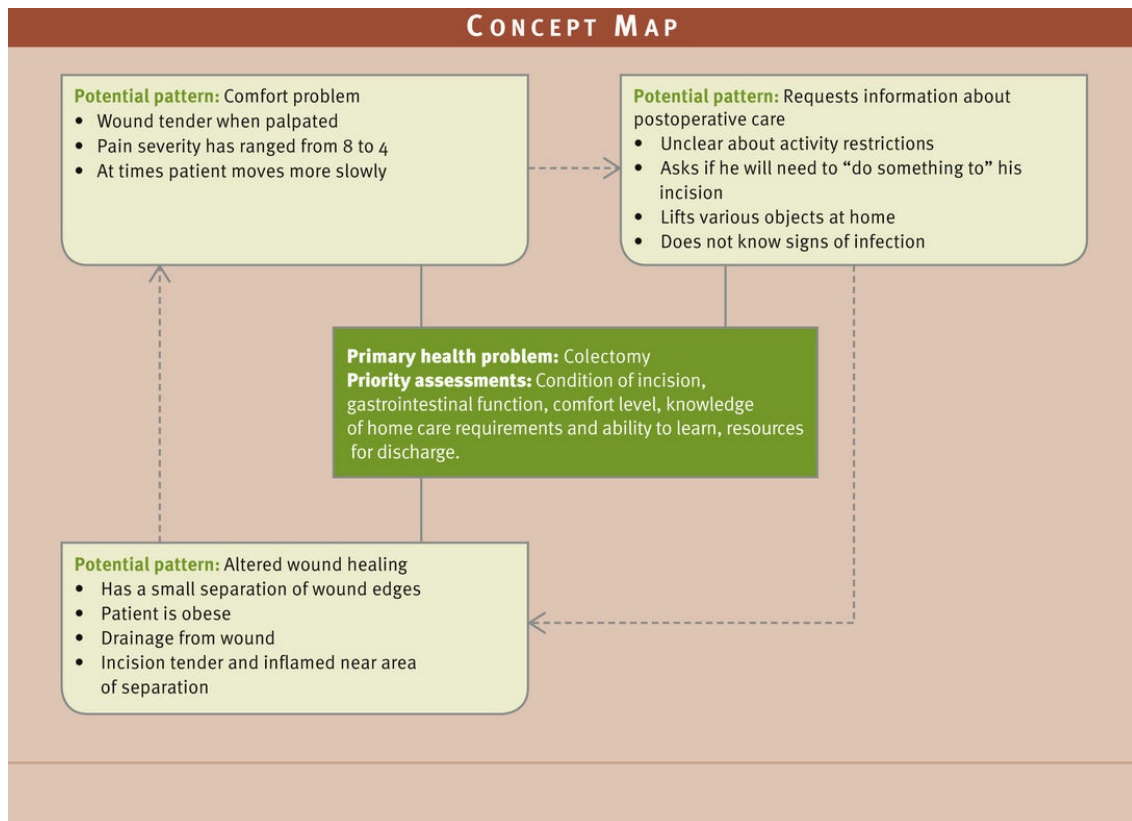 CONCEPT MAP
Potential pattern: Comfort problem
• Wound tender when palpated
• Pain severity has ranged from 8 to 4
• At times patient moves more slowly
Potential pattern: Requests information about
postoperative care
• Unclear about activity restrictions
• Asks if he will need to “do something to” his
incision
• Lifts various objects at home
• Does not know signs of infection
Primary health problem: Colectomy
Priority assessments: Condition of incision,
gastrointestinal function, comfort level, knowledge
of home care requirements and ability to learn, resources
for discharge.
Potential pattern: Altered wound healing
• Has a small separation of wound edges
• Patient is obese
• Drainage from wound
• Incision tender and inflamed near area
of separation